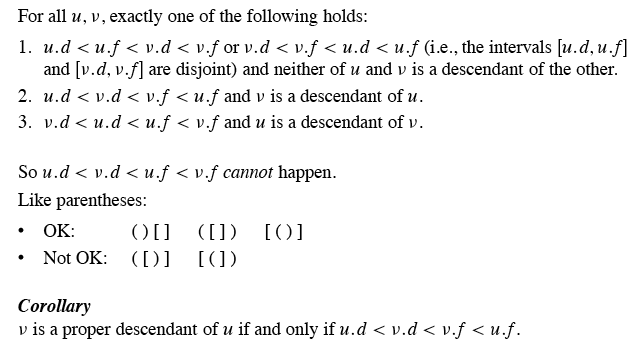 For all u, v, exactly one of the following holds:
1. u.d < u.f < v.d < v.f or v.d < v.f < u.d < u.f (i.e., the intervals [u.d, u.f]
and [v.d, v.f] are disjoint) and neither of u and v is a descendant of the other.
2. u.d < v.d < v.f < u.f and v is a descendant of u.
3. v.d < u.d < u.f < v.f and u is a descendant of v.
So u.d < v.d < u.f < v.f cannot happen.
Like parentheses:
• OK: ()[] ([]) [()]
• Not OK: ([)] [(])
Corollary
v is a proper descendant of u if and only if u.d < v.d < v.f < u.f.